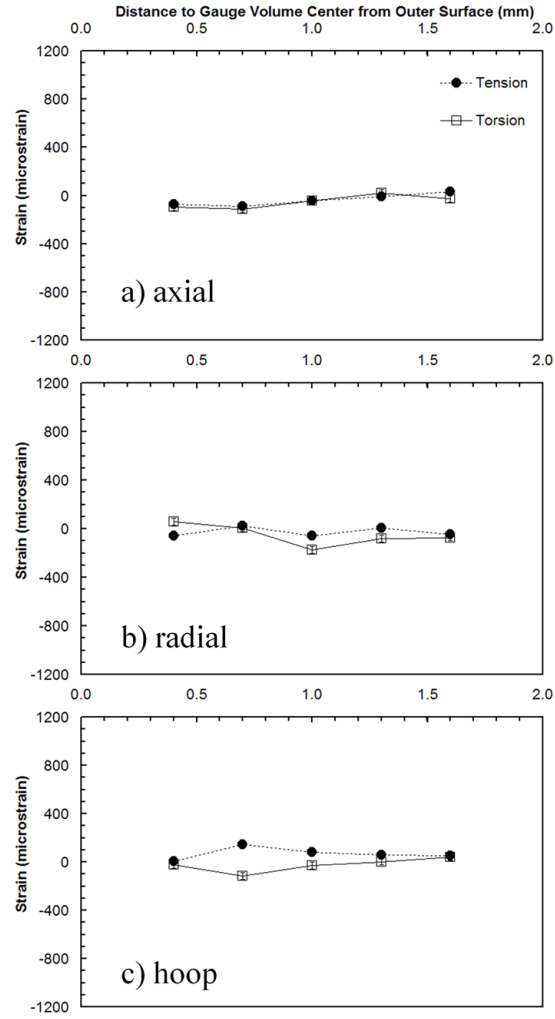 Distance to Gauge Volume Center from Outer Surface (mm)
0.0 0.5 1.0 1.5 2.0
1200
800
400
0
-400
-800
-1200
Strain (microstrain)
Tension
Torsion
a) axial
0.0 0.5 1.0 1.5 2.0
1200
800
400
0
-400
-800
-1200
Strain (microstrain)
b) radial
0.0 0.5 1.0 1.5 2.0
1200
800
400
0
-400
-800
-1200
Strain (microstrain)
c) hoop